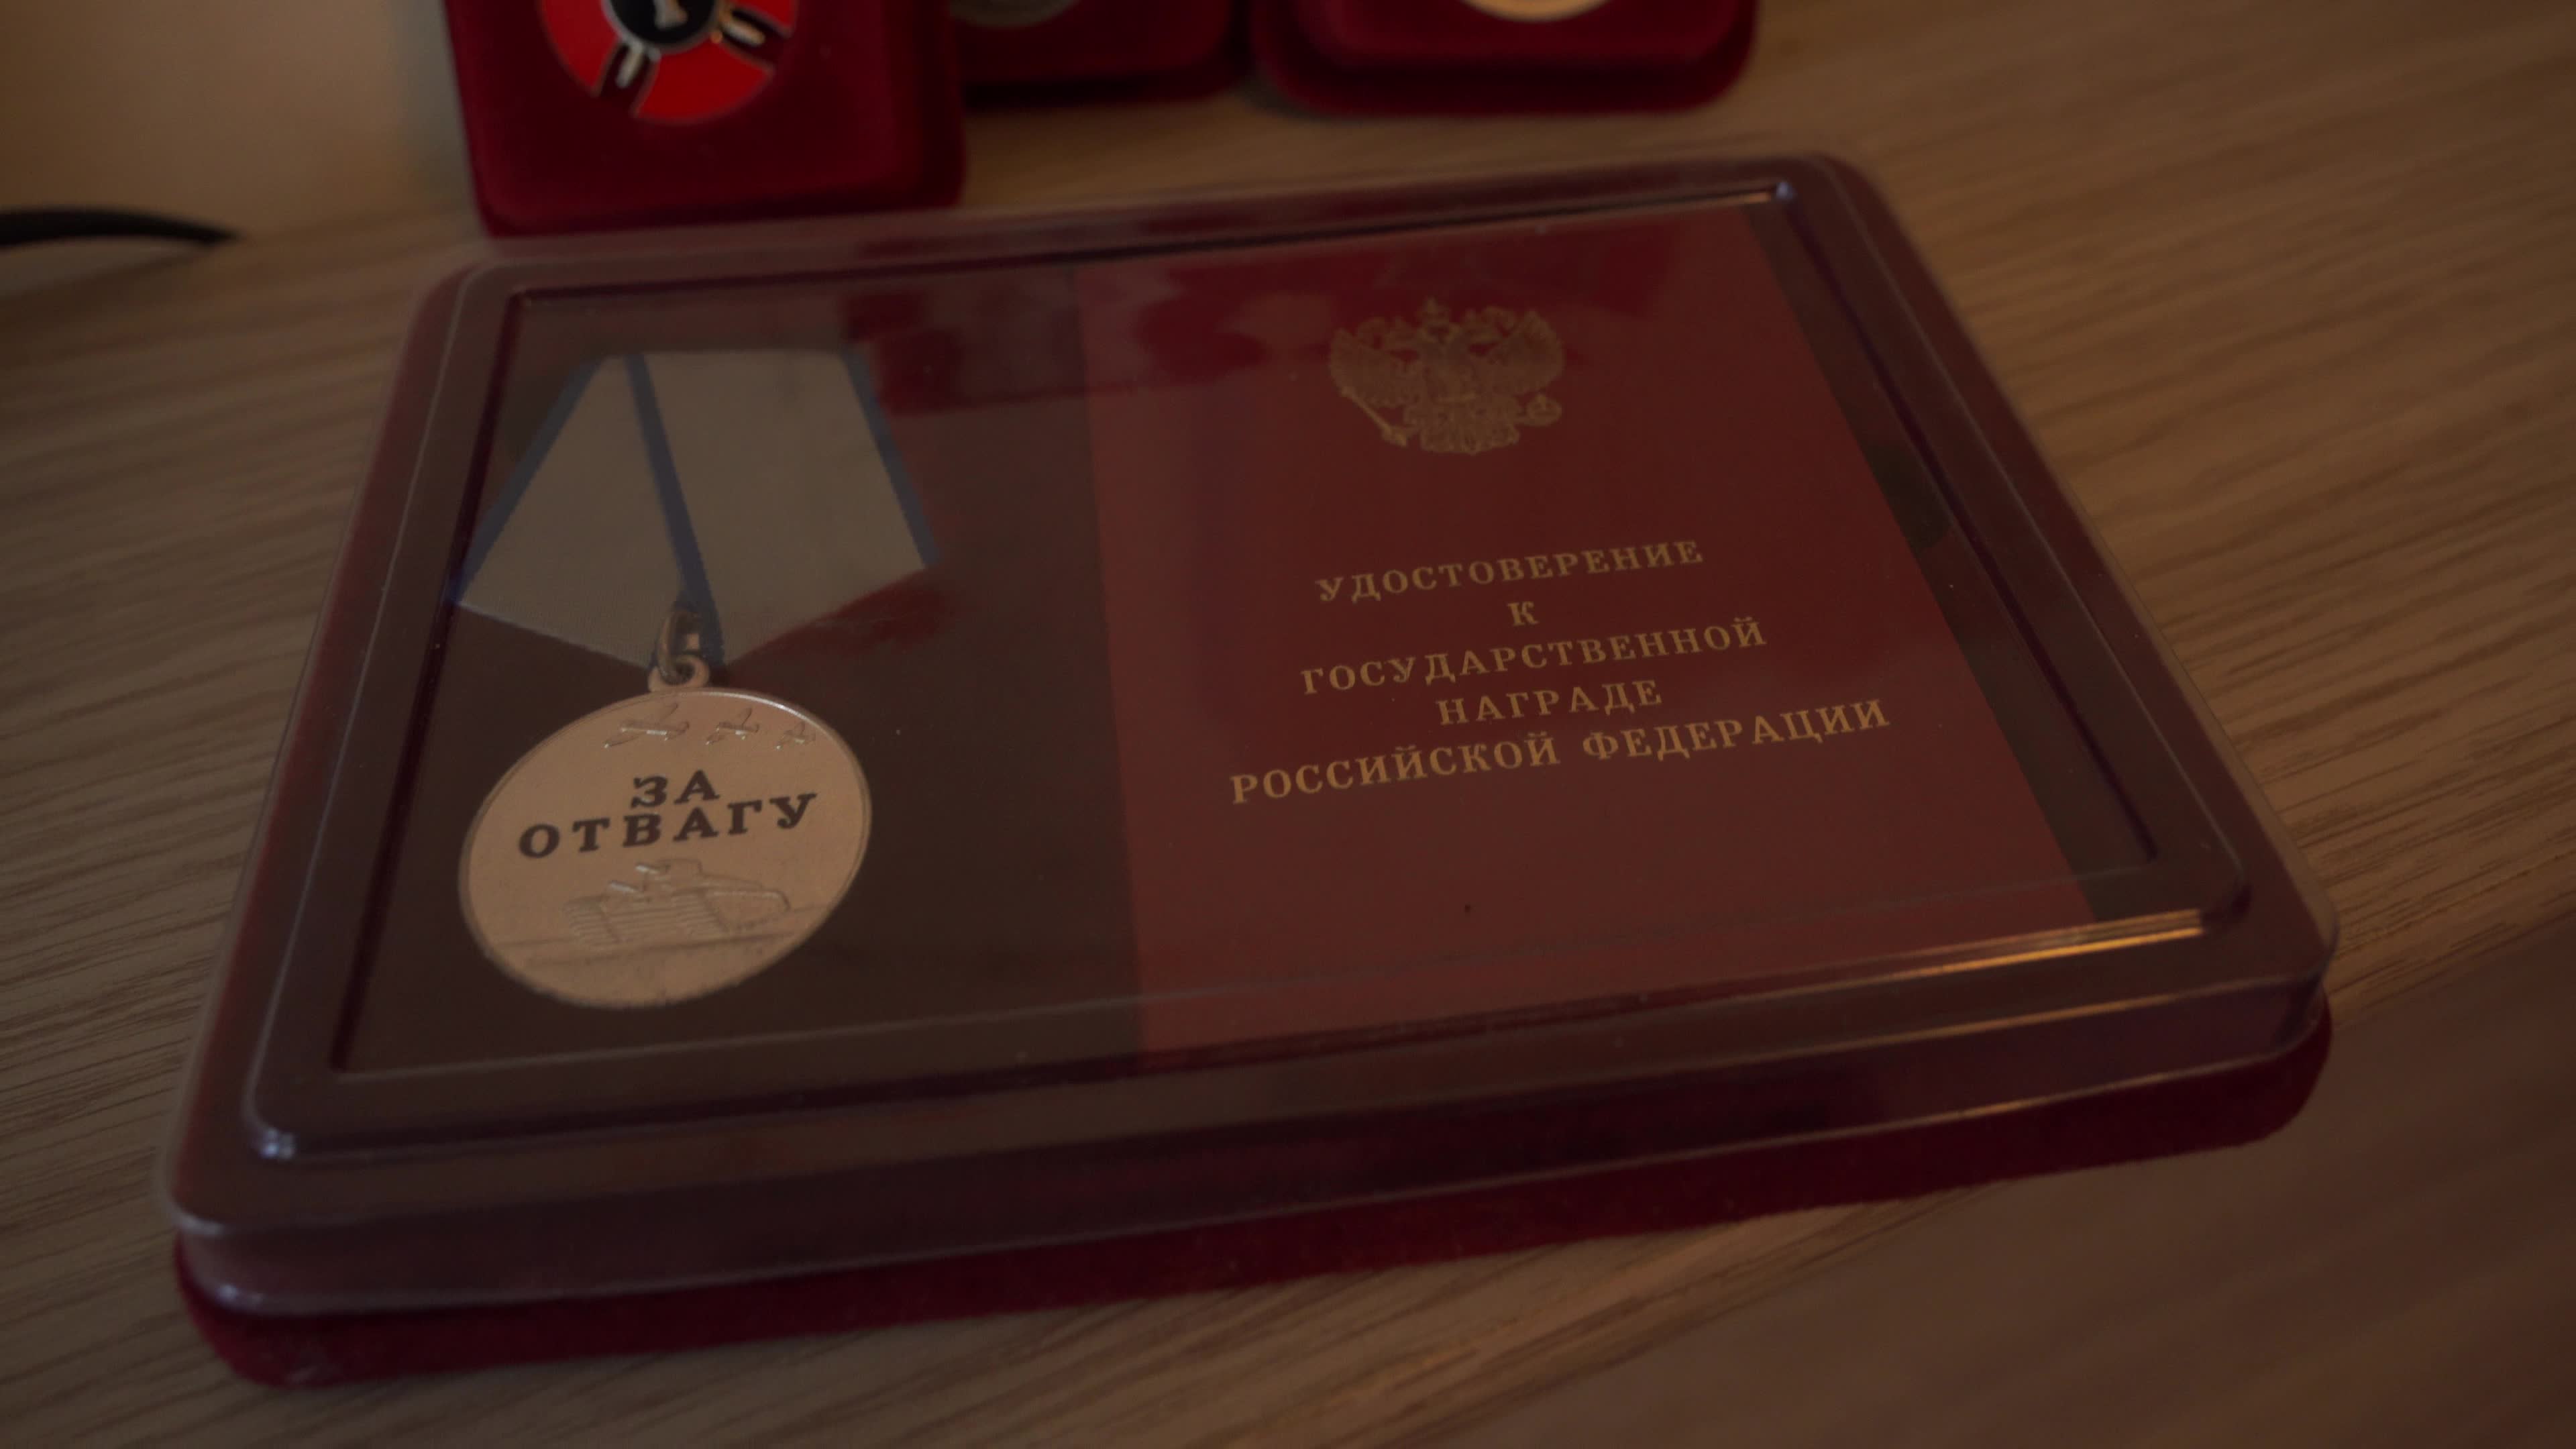 ЗА
ОТВАГУ
УДОСТОВЕРЕНИЕ
К
ГОСУДАРСТВЕННОЙ
НАГРАДЕ
РОССИЙСКОЙ ФЕДЕРАЦИИ